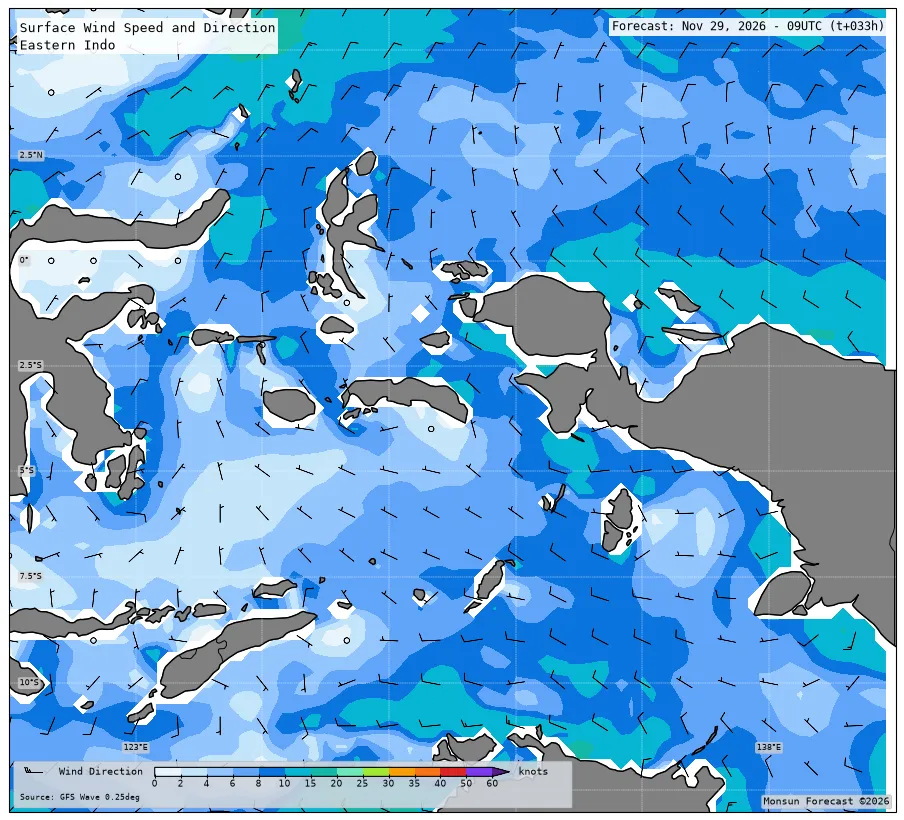 Surface Wind Speed and Direction
Eastern Indo
Forecast: Nov 29, 2026 - 09UTC (t+033h)
2.5°N
0°
2.5°S
5°S
7.5°S
10°S
123°E
138°E
Wind Direction
knots
0 2 4 6 8 10 15 20 25 30 35 40 50 60
Source: GFS Wave 0.25deg
Monsun Forecast ©2026